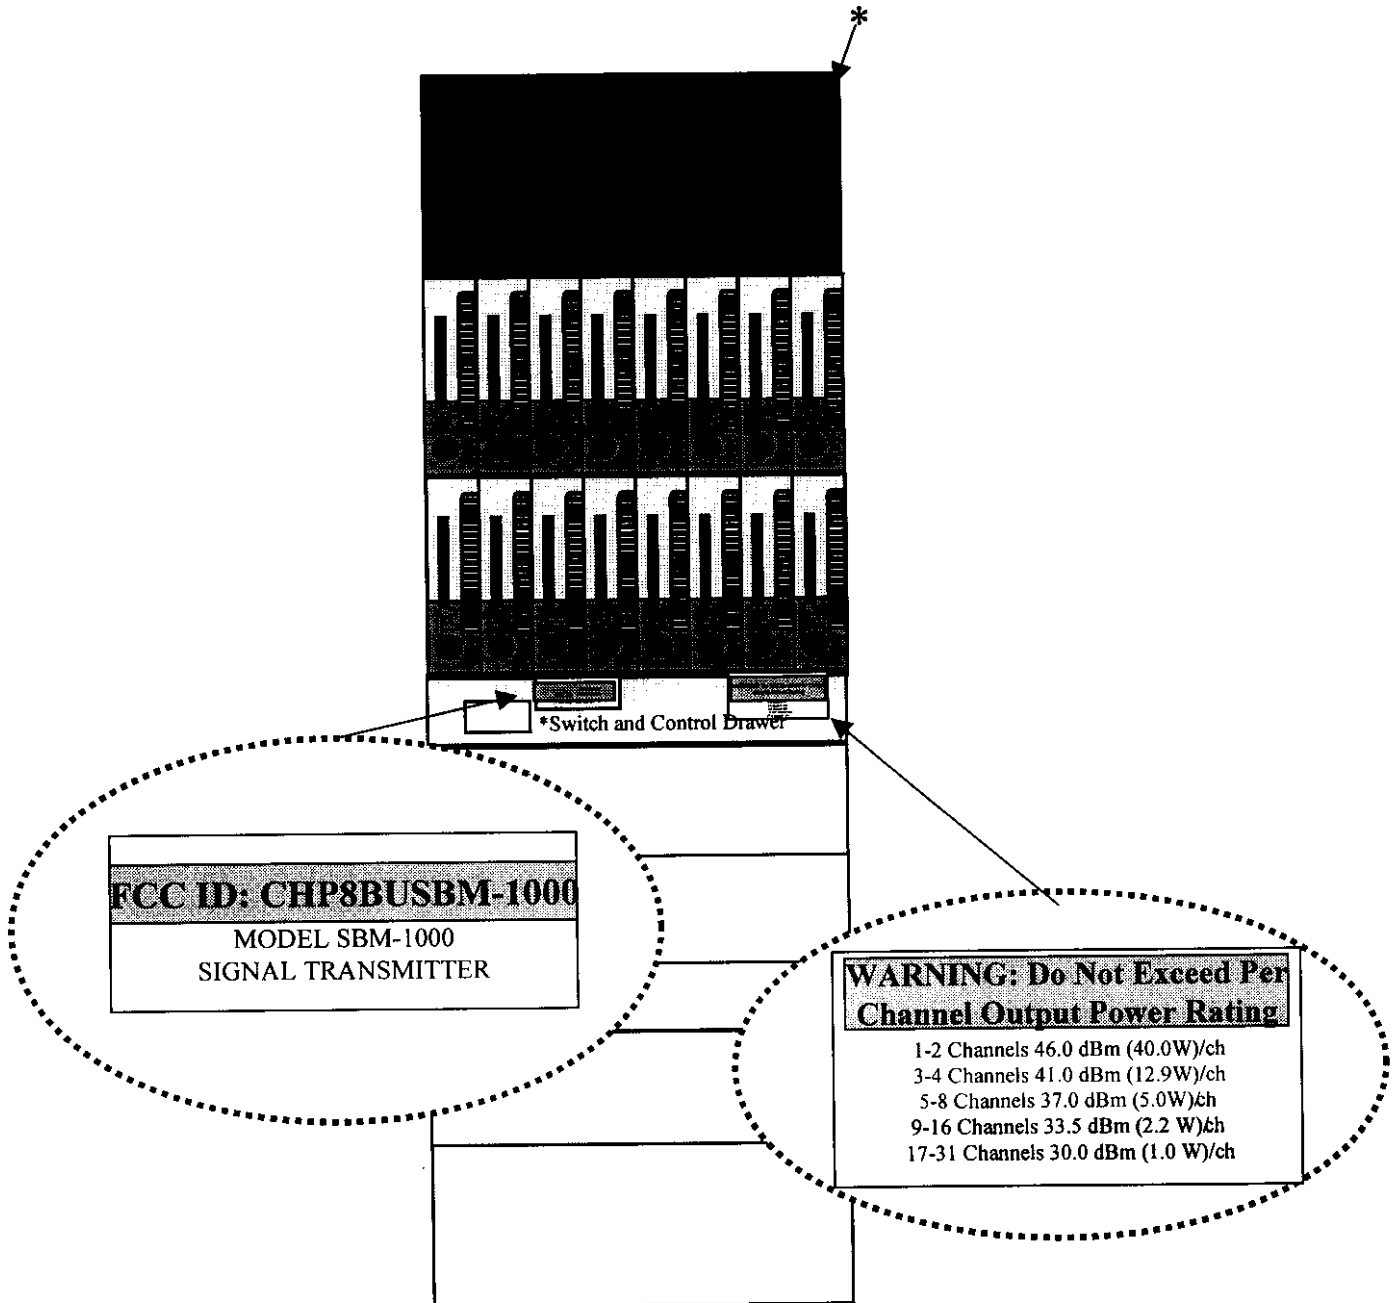 *
*Switch and Control Drawer
FCC ID: CHP8BUSBM-1000
MODEL SBM-1000
SIGNAL TRANSMITTER
WARNING: Do Not Exceed Per
Channel Output Power Rating
1-2 Channels 46.0 dBm (40.0W)/ch
3-4 Channels 41.0 dBm (12.9W)/ch
5-8 Channels 37.0 dBm (5.0W)/ch
9-16 Channels 33.5 dBm (2.2 W)/ch
17-31 Channels 30.0 dBm (1.0 W)/ch